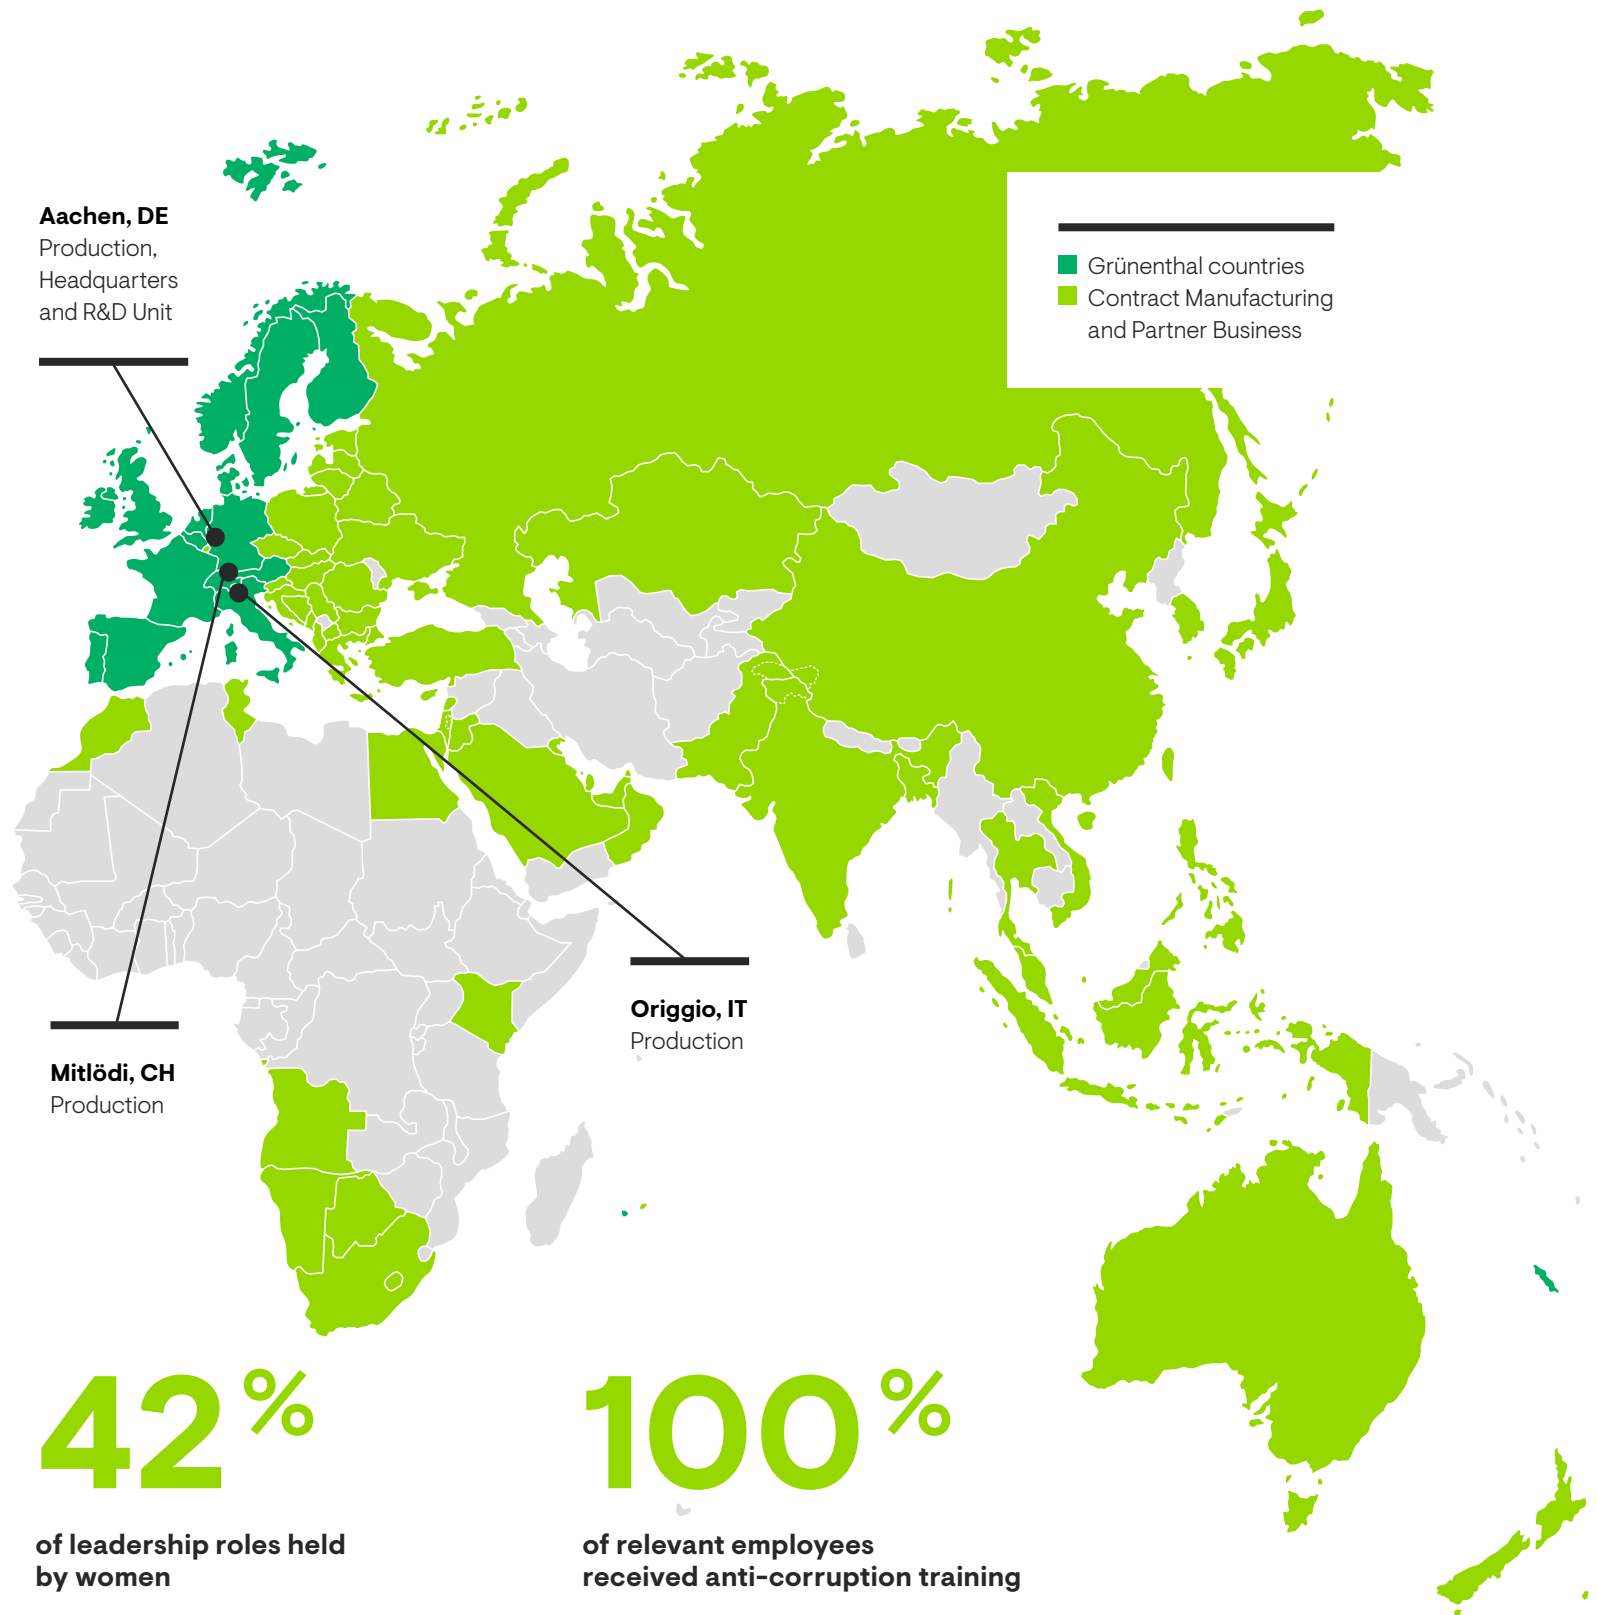 Aachen, DE
Production,
Headquarters
and R&D Unit
Grünenthal countries
Contract Manufacturing
and Partner Business
Origgio, IT
Production
Mitlödi, CH
Production
42%
of leadership roles held
by women
100%
of relevant employees
received anti-corruption training